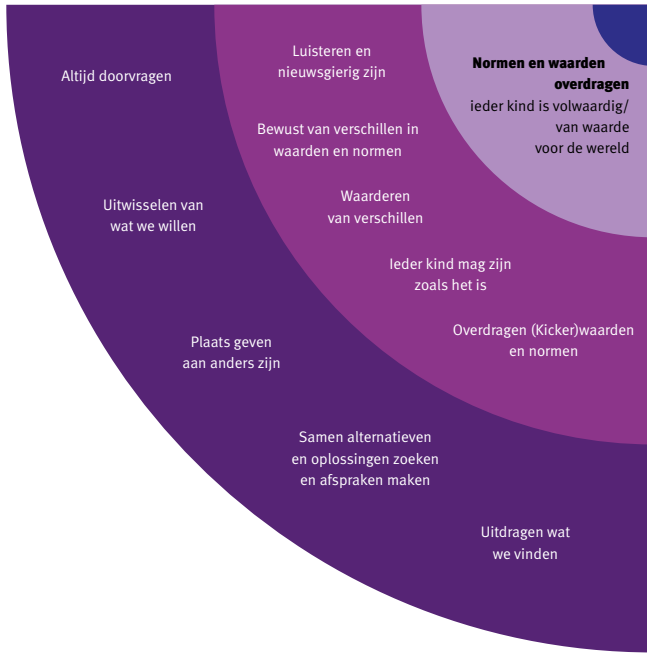 Normen en waarden
overdragen
ieder kind is volwaardig/
van waarde
voor de wereld
Luisteren en
nieuwsgierig zijn
Bewust van verschillen in
waarden en normen
Waarderen
van verschillen
Ieder kind mag zijn
zoals het is
Overdragen (Kicker)waarden
en normen
Altijd doorvragen
Uitwisselen van
wat we willen
Plaats geven
aan anders zijn
Samen alternatieven
en oplossingen zoeken
en afspraken maken
Uitdragen wat
we vinden